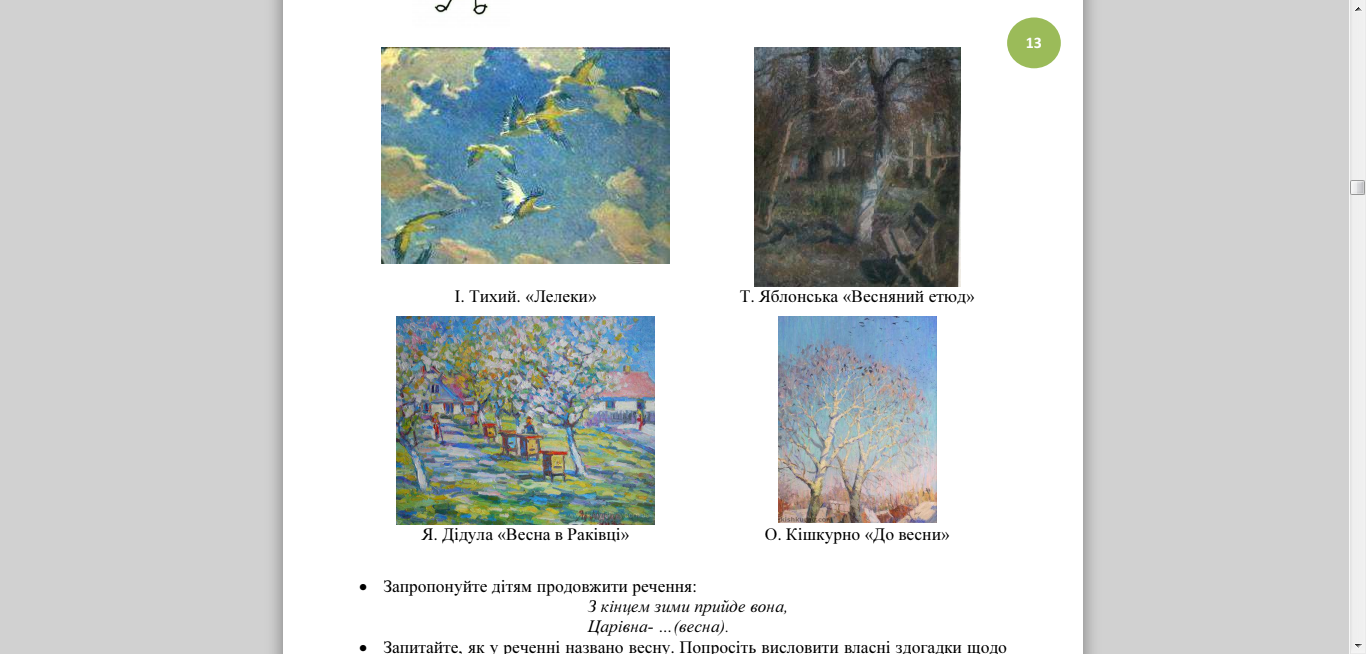 13
І. Тихий. «Лелеки»
Т. Яблонська «Весняний етюд»
Я. Дідула «Весна в Раківці»
О. Кішкурно «До весни»
• Запропонуйте дітям продовжити речення:
З кінцем зими прийде вона,
Царівна- ...(весна).
• Запитайте, як у реченні названо весну. Попросіть висловити власні здогадки щодо